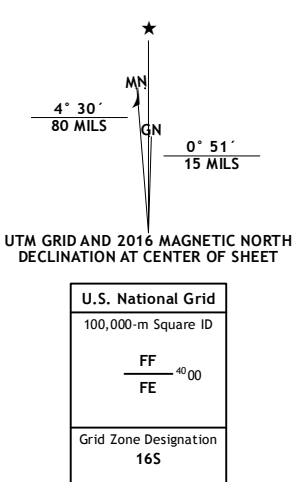 ★
MN
4° 30´
80 MILS
GN
0° 51´
15 MILS
UTM GRID AND 2016 MAGNETIC NORTH
DECLINATION AT CENTER OF SHEET
U.S. National Grid
100,000-m Square ID
FF
4000
FE
Grid Zone Designation
16S